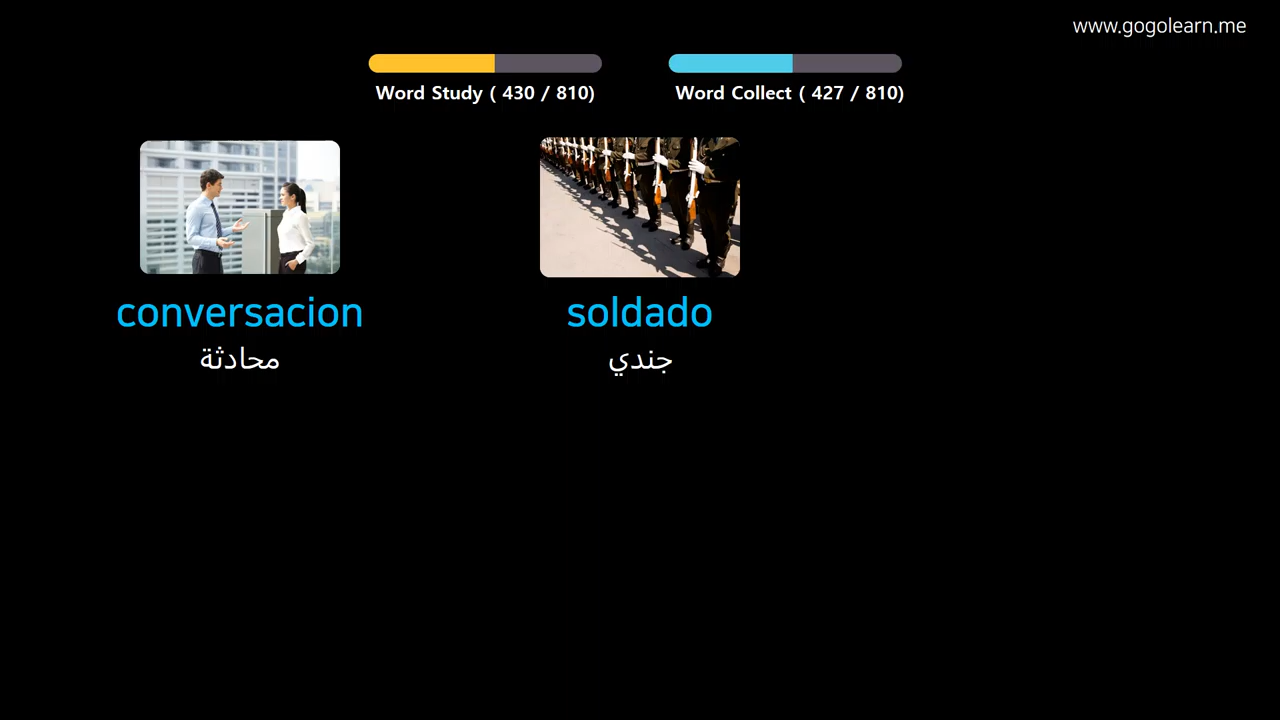 www.gogolearn.me
Word Study ( 430 / 810)
Word Collect ( 427 / 810)
conversacion
محادثة
soldado
جندي